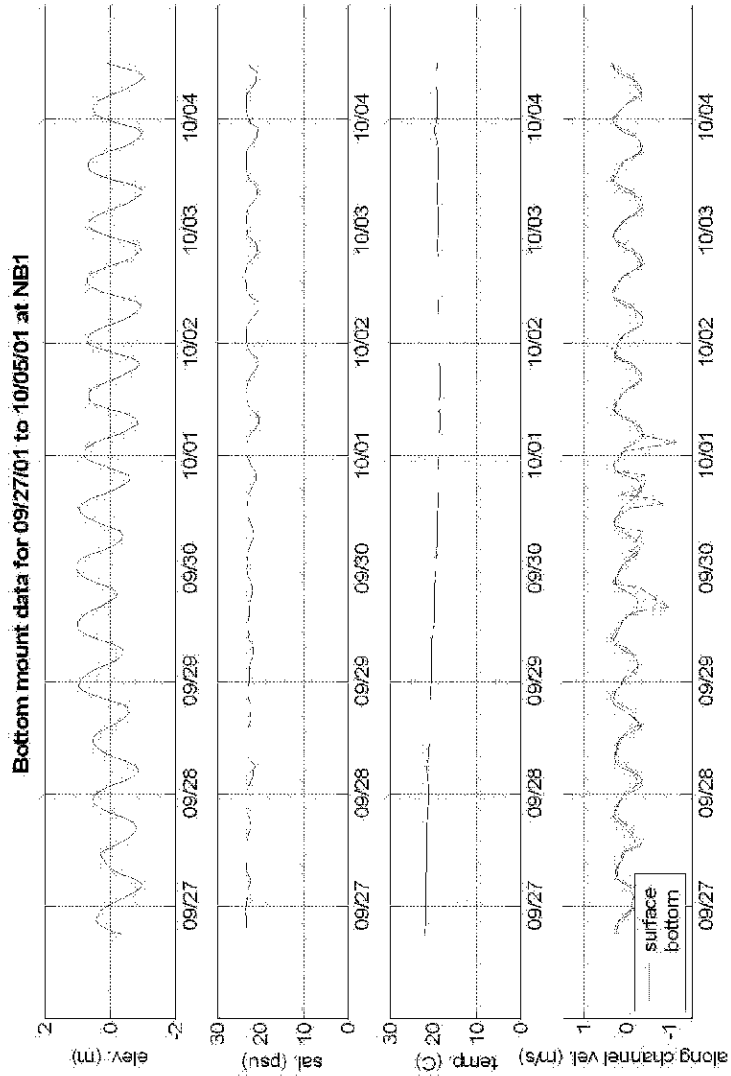 Bottom mount data for 09/27/01 to 10/05/01 at NB1
2
0
-2
elev. (m)
09/27 09/28 09/29 09/30 10/01 10/02 10/03 10/04
40
20
0
sal. (psu)
09/27 09/28 09/29 09/30 10/01 10/02 10/03 10/04
30
20
10
0
temp. (C)
09/27 09/28 09/29 09/30 10/01 10/02 10/03 10/04
1
0
-1
along channel vel. (m/s)
surface
bottom
09/27 09/28 09/29 09/30 10/01 10/02 10/03 10/04